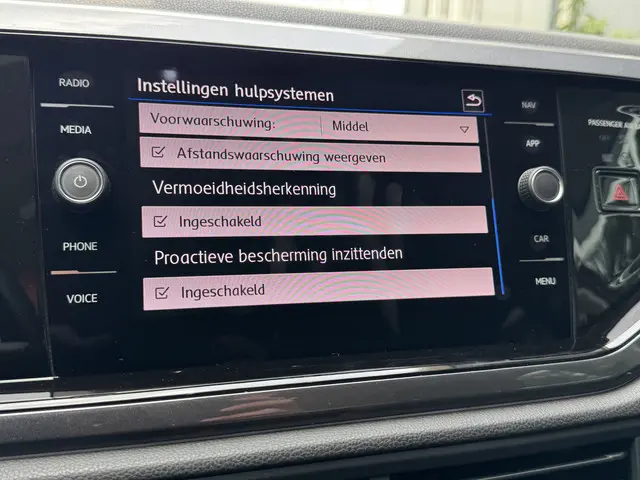 RADIO
MEDIA
PHONE
VOICE
Instellingen hulpsystemen
Voorwaarschuwing: Middel
Afstandswaarschuwing weergeven
Vermoeidheidsherkenning
Ingeschakeld
Proactieve bescherming inzittenden
Ingeschakeld
NAV
APP
CAR
MENU
PASSENGER